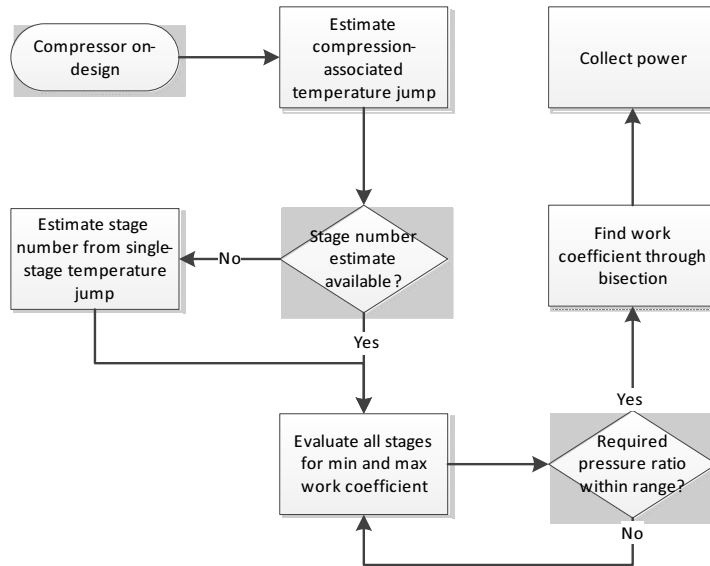 Compressor on-
design
Estimate
compression-
associated
temperature jump
Collect power
Estimate stage
number from single-
stage temperature
jump
No
Stage number
estimate
available?
Yes
Find work
coefficient through
bisection
Yes
Evaluate all stages
for min and max
work coefficient
Required
pressure ratio
within range?
No